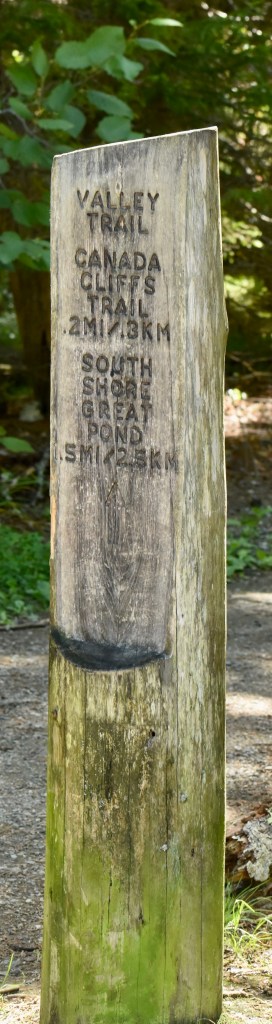 VALLEY
TRAIL
CANADA
CLIFFS
TRAIL
.2MI/.3KM
SOUTH
SHORE
GREAT
POND
1.5MI/2.5KM